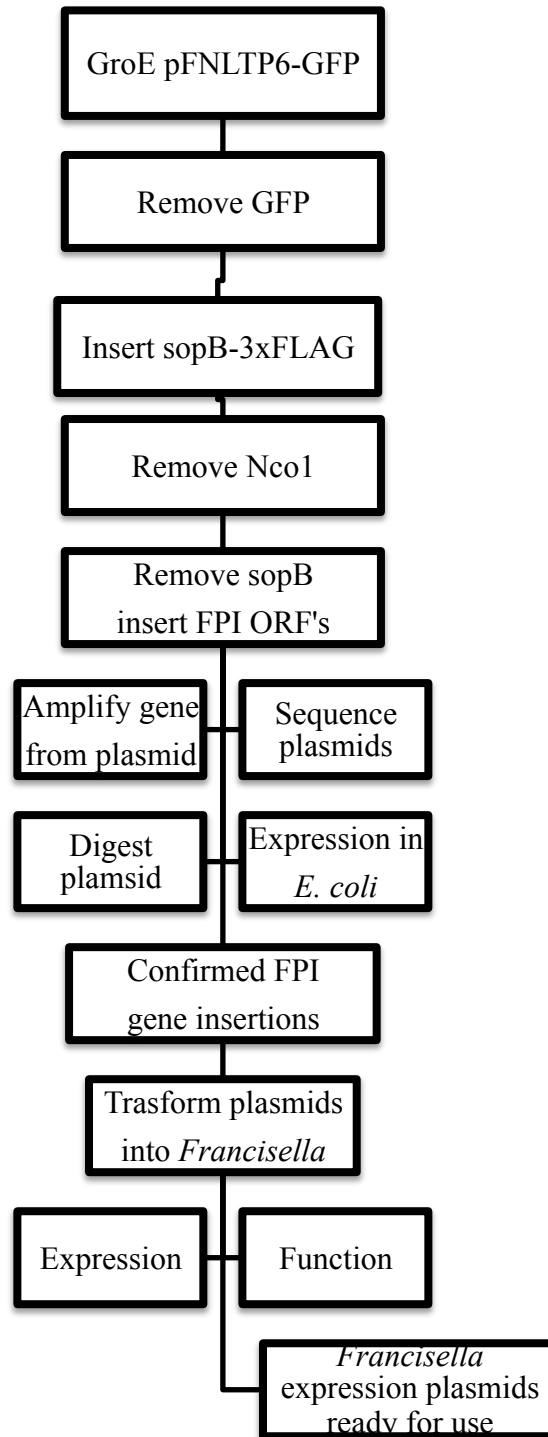 GroE pFNLTP6-GFP
Remove GFP
Insert sopB-3xFLAG
Remove Nco1
Remove sopB
insert FPI ORF's
Amplify gene
from plasmid
Sequence
plasmids
Digest
plamsid
Expression in
E. coli
Confirmed FPI
gene insertions
Trasform plasmids
into Francisella
Expression
Function
Francisella
expression plasmids
ready for use